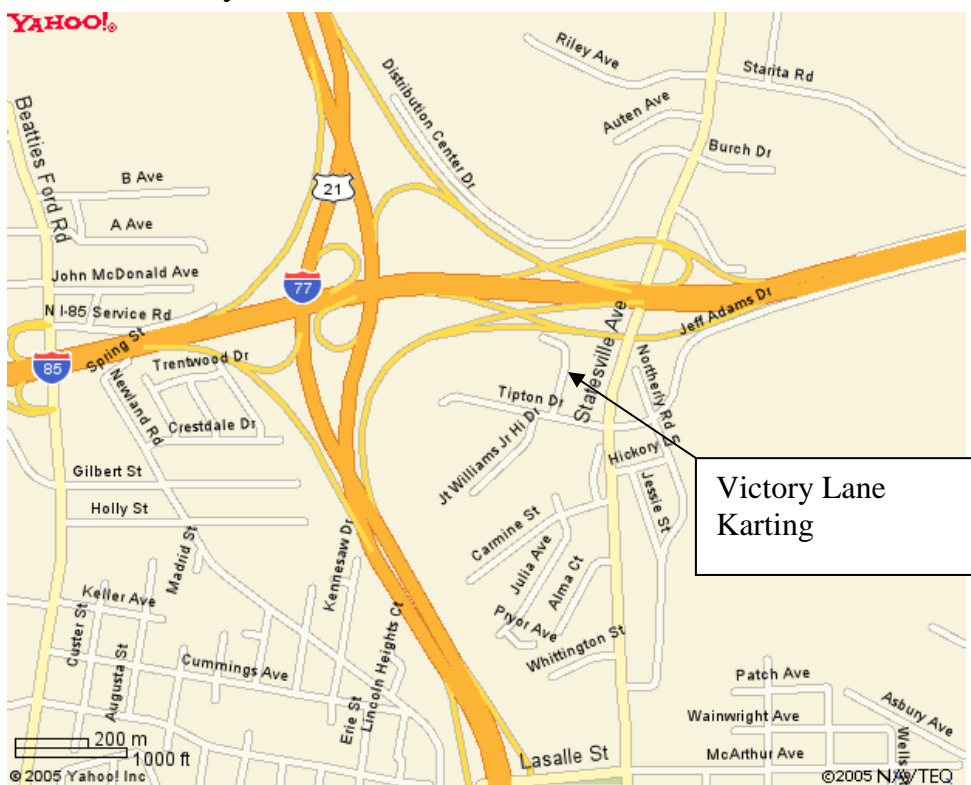 YAHOO!®
Riley Ave
Starita Rd
Distribution Center Dr
Auten Ave
Beatties Ford Rd
Burch Dr
B Ave
21
A Ave
John McDonald Ave
77
N I-85 Service Rd
Jeff Adams Dr
Spring St
Statesville Ave
85
Trentwood Dr
Northerly Rd
Newland Rd
Tipton Dr
Crestdale Dr
Jt Williams Jr Hi Dr
Hickory
Gilbert St
Jessie St
Victory Lane
Karting
Holly St
Carmine St
Madrid St
Kennesaw Dr
Julia Ave
Alma Ct
Keller Ave
Pryor Ave
Custer St
Whittington St
Lincoln Heights Ct
Cummings Ave
Patch Ave
Augusta St
Erie St
Asbury Ave
Wainwright Ave
Wells
200 m
1000 ft
Lasalle St
McArthur Ave
©2005 Yahoo! Inc
©2005 NAVTEQ